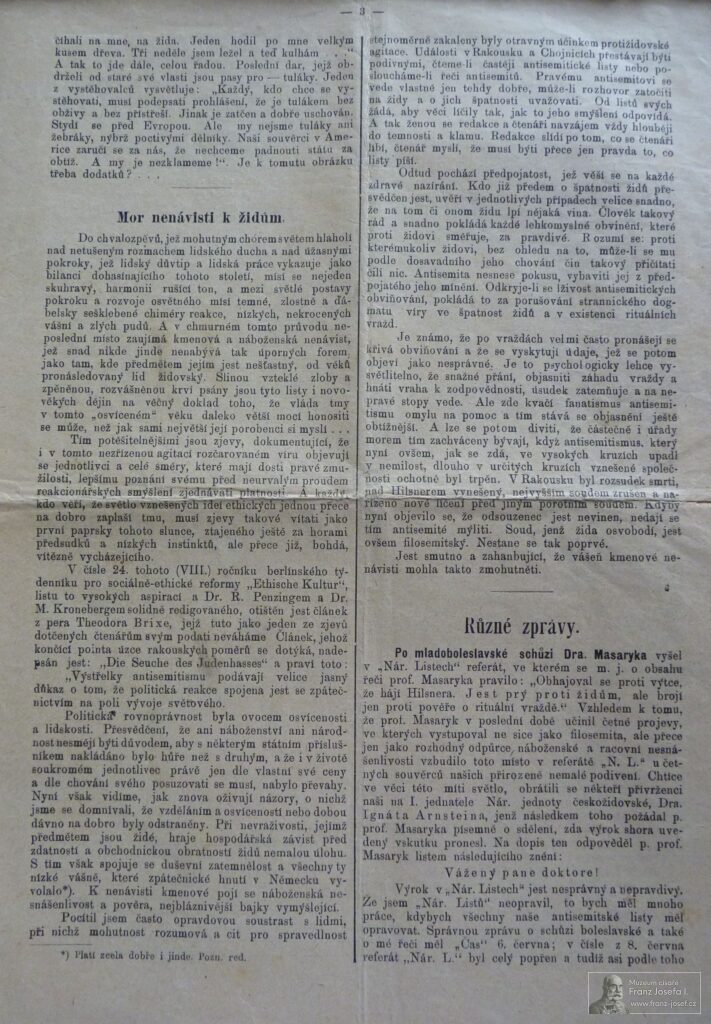 — 3 —
číhali na mne, na žida. Jeden hodil po mne velkým
kusem dřeva. Tři neděle jsem ležel a teď kulhám . . ."
A tak to jde dále, celou řadou. Poslední dar, jejž ob-
drželi od staré své vlasti jsou pasy pro — tuláky. Jeden
z vystěhovalců vysvětluje: „Každý, kdo chce se vy-
stěhovati, musí podepsati prohlášení, že je tulákem bez
obživy a bez přístřeší. Jinak je zatčen a dobře uschován.
Stydí se před Evropou. Ale my nejsme tuláki ani
žebráky, nýbrž poctivými dělníky. Naši souvěrci v Ame-
rice zaručí se za nás, že nechceme padnouti státu za
obtíž. A my je nezklameme!". Je k tomuto obrázku
třeba dodatků? . . .
Mor nenávisti k židům.
Do chvalozpěvů, jež mohutným chorem světem hlaholí
nad netušeným rozmachem lidského ducha a nad úžasnými
pokroky, jež lidský důvtip a lidská práce vykazuje jako
bilanci dohasínajícího tohoto století, mísí se nejeden
skuhravý, harmonii rušící ton, a mezi světlé postavy
pokroku a rozvoje osvětného mísí temné, zlostně a ďá-
belsky sešklebené chiméry reakce, nízkých, nekrocených
vášní a zlých pudů. A v chmurném tomto průvodu ne-
poslední místo zaujímá kmenová a náboženská nenávist,
jež snad nikde jinde nenabývá tak úporných forem,
jako tam, kde předmětem jejím jest nešťastný, od věků
pronásledovaný lid židovský. Slinou vzteklé zloby a
zpěněnou, rozvášněnou krví psány jsou tyto listy i novo-
věkých dějin na věčný doklad toho, že vláda tmy
v tomto „osvíceném" věku daleko větší mocí honositi
se může, než jak sami největší její porobenci si myslí . . .
Tím potěšitelnějšími jsou zjevy, dokumentující, že
i v tomto nezřízenou agitací rozčarovaném víru objevují
se jednotlivci a celé směry, které mají dosti pravé zmu-
žilosti, lepšímu poznání svému před neurvalým proudem
reakcionářských smýšlení zjednávati platnosti. A každý,
kdo věří, že světlo vznešených ideí ethických jednou přece
na dobro zaplaší tmu, musí zjevy takové vítati jako
první paprsky tohoto slunce, ztajeného ještě za horami
předsudků a nízkých instinktů, ale přece již, bohdá,
vítězně vycházejícího.
V čísle 24. tohoto (VIII.) ročníku berlínského tý-
denníku pro sociálně-ethické reformy „Ethische Kultur",
listu to vysokých aspirací a Dr. R. Penzingem a Dr.
M. Kronebergem solidně redigovaného, otištěn jest článek
z pera Theodora Brixe, jejž tuto jako jeden ze zjevů
dotčených čtenářům svým podati neváháme Článek, jehož
končící pointa úzce rakouských poměrů se dotýká, nade-
psán jest: „Die Seuche des Judenhasses" a praví toto:
„Výstřelky antisemitismu podávají velice jasný
důkaz o tom, že politická reakce spojena jest se zpáteč-
nictvím na poli vývoje světového.
Politická rovnoprávnost byla ovocem osvícenosti
a lidskosti. Přesvědčení, že ani náboženství ani národ-
nost nesmějí býti důvodem, aby s některým státním přísluš-
níkem nakládáno bylo hůře než s druhým, a že i v životě
soukromém jednotlivec právě jen dle vlastní své ceny
a dle chování svého posuzovati se musí, nabylo převahy.
Nyní však vidíme, jak znova oživují názory, o nichž
jsme se domnívali, že vzděláním a osvíceností nebo dobou
dávno na dobro byly odstraněny. Při nevraživosti, jejímž
předmětem jsou židé, hraje hospodářská závist před
zdatností a obchodnickou obratností židů nemalou úlohu.
S tím však spojuje se duševní zatemnělost a všechny ty
nízké vášně, které zpátečnické hnutí v Německu vy-
volalo*). K nenávisti kmenové pojí se náboženská ne-
snášenlivost a pověra, nejbláznivější bajky vymýšlející.
Pocítil jsem často opravdovou soustrast s lidmi,
při nichž mohutnost rozumová a cit pro spravedlnost
*) Platí zcela dobře i jinde. Pozn. red.
stejnoměrně zakaleny byly otravným účinkem protižidovské
agitace. Události v Rakousku a Chojnicích přestávají býti
podivnými, čteme-li častěji antisemitické listy nebo po-
sloucháme-li řeči antisemitů. Pravému antisemitovi se
vede vlastně jen tehdy dobře, může-li rozhovor zatočiti
na židy a o jich špatnosti uvažovati. Od listů svých
žádá, aby věci líčily tak, jak to jeho smýšlení odpovídá.
A tak ženou se redakce a čtenáři navzájem vždy hlouběji
do temnosti a klamu. Redakce slídí po tom, co se čtenáři
líbí, čtenář myslí, že musí býti přece jen pravda to, co
listy píší.
Odtud pochází předpojatost, jež věší se na každé
zdravé nazírání. Kdo již předem o špatnosti židů pře-
svědčen jest, uvěří v jednotlivých případech velice snadno,
že na tom či onom židu lpí nějaká vina. Člověk takový
rád a snadno pokládá každé lehkomyslné obvinění, které
proti židovi směřuje, za pravdivé. Rozumí se: proti
kterémukoliv židovi, bez ohledu na to, může-li se mu
podle dosavadního jeho chování čin takový přičítati
čili nic. Antisemita nesnese pokusu, vybaviti jej z před-
pojatého jeho mínění. Odkryje-li se lživost antisemitických
obviňování, pokládá to za porušování strannického dog-
matu víry ve špatnost židů a v existenci rituálních
vražd.
Je známo, že po vraždách velmi často pronášejí se
křivá obviňování a že se vyskytují údaje, jež se potom
objeví jako nesprávné. Je to psychologicky lehce vy-
světlitelno, že snažné přání, objasniti záhadu vraždy a
hnáti vraha k zodpovědnosti, úsudek zatemňuje a na ne-
pravé stopy vede. Ale zde kvačí fanatismus antisemi-
tismu omylu na pomoc a tím stává se objasnění ještě
obtížnější. A lze se potom diviti, že částečně i úřady
morem tím zachváceny bývají, když antisemitismus, který
nyní ovšem, jak se zdá, ve vysokých kruzích upadl
v nemilost, dlouho v určitých kruzích vznešené společ-
nosti ochotně byl trpěn. V Rakousku byl rozsudek smrti,
nad Hilsnerem vynešený, nejvyšším soudem zrušen a na-
řízeno nové líčení před jiným porotním soudem. Kdyby
nyní objevilo se, že odsouzenec jest nevinen, nedají se
tím antisemité mýliti. Soud, jenž žida osvobodí, jest
ovšem filosemitský. Nestane se tak poprvé.
Jest smutno a zahanbující, že vášeň kmenové ne-
návisti mohla takto zmohutněti.
Různé zprávy.
Po mladoboleslavské schůzi Dra. Masaryka vyšel
v „Nár. Listech" referát, ve kterém se m. j. o obsahu
řeči prof. Masaryka pravilo: „Obhajoval se proti výtce,
že hájí Hilsnera. Jest prý proti židům, ale brojí
jen proti pověře o rituální vraždě." Vzhledem k tomu,
že prof. Masaryk v poslední době učinil četné projevy,
ve kterých vystupoval ne sice jako filosemita, ale přece
jen jako rozhodný odpůrce náboženské a racovní nesná-
šenlivosti vzbudilo toto místo v referátě „N. L." u čet-
ných souvěrců našich přirozeně nemalé podivení. Chtíce
ve věci této míti světlo, obrátili se někteří přívrženci
naši na I. jednatele Nár. jednoty českožidovské, Dra.
Ignáta Arnsteina, jenž následkem toho požádal p.
prof. Masaryka písemně o sdělení, zda výrok shora uve-
dený vskutku pronesl. Na dopis ten odpověděl p. prof.
Masaryk listem následujícího znění:
Vážený pane doktore!
Výrok v „Nár. Listech" jest nesprávný a nepravdivý.
Že jsem „Nár. Listů" neopravil, to bych měl mnoho
práce, kdybych všechny naše antisemitské listy měl
opravovat. Správnou zprávu o schůzi boleslavské a také
o mé řeči měl „Čas" 6. června; v čísle z 8. června
referát „Nár. L." byl celý popřen a tudíž asi podle toho
Muzeum císaře
Franz Josefa I.
www.franz-josef.cz